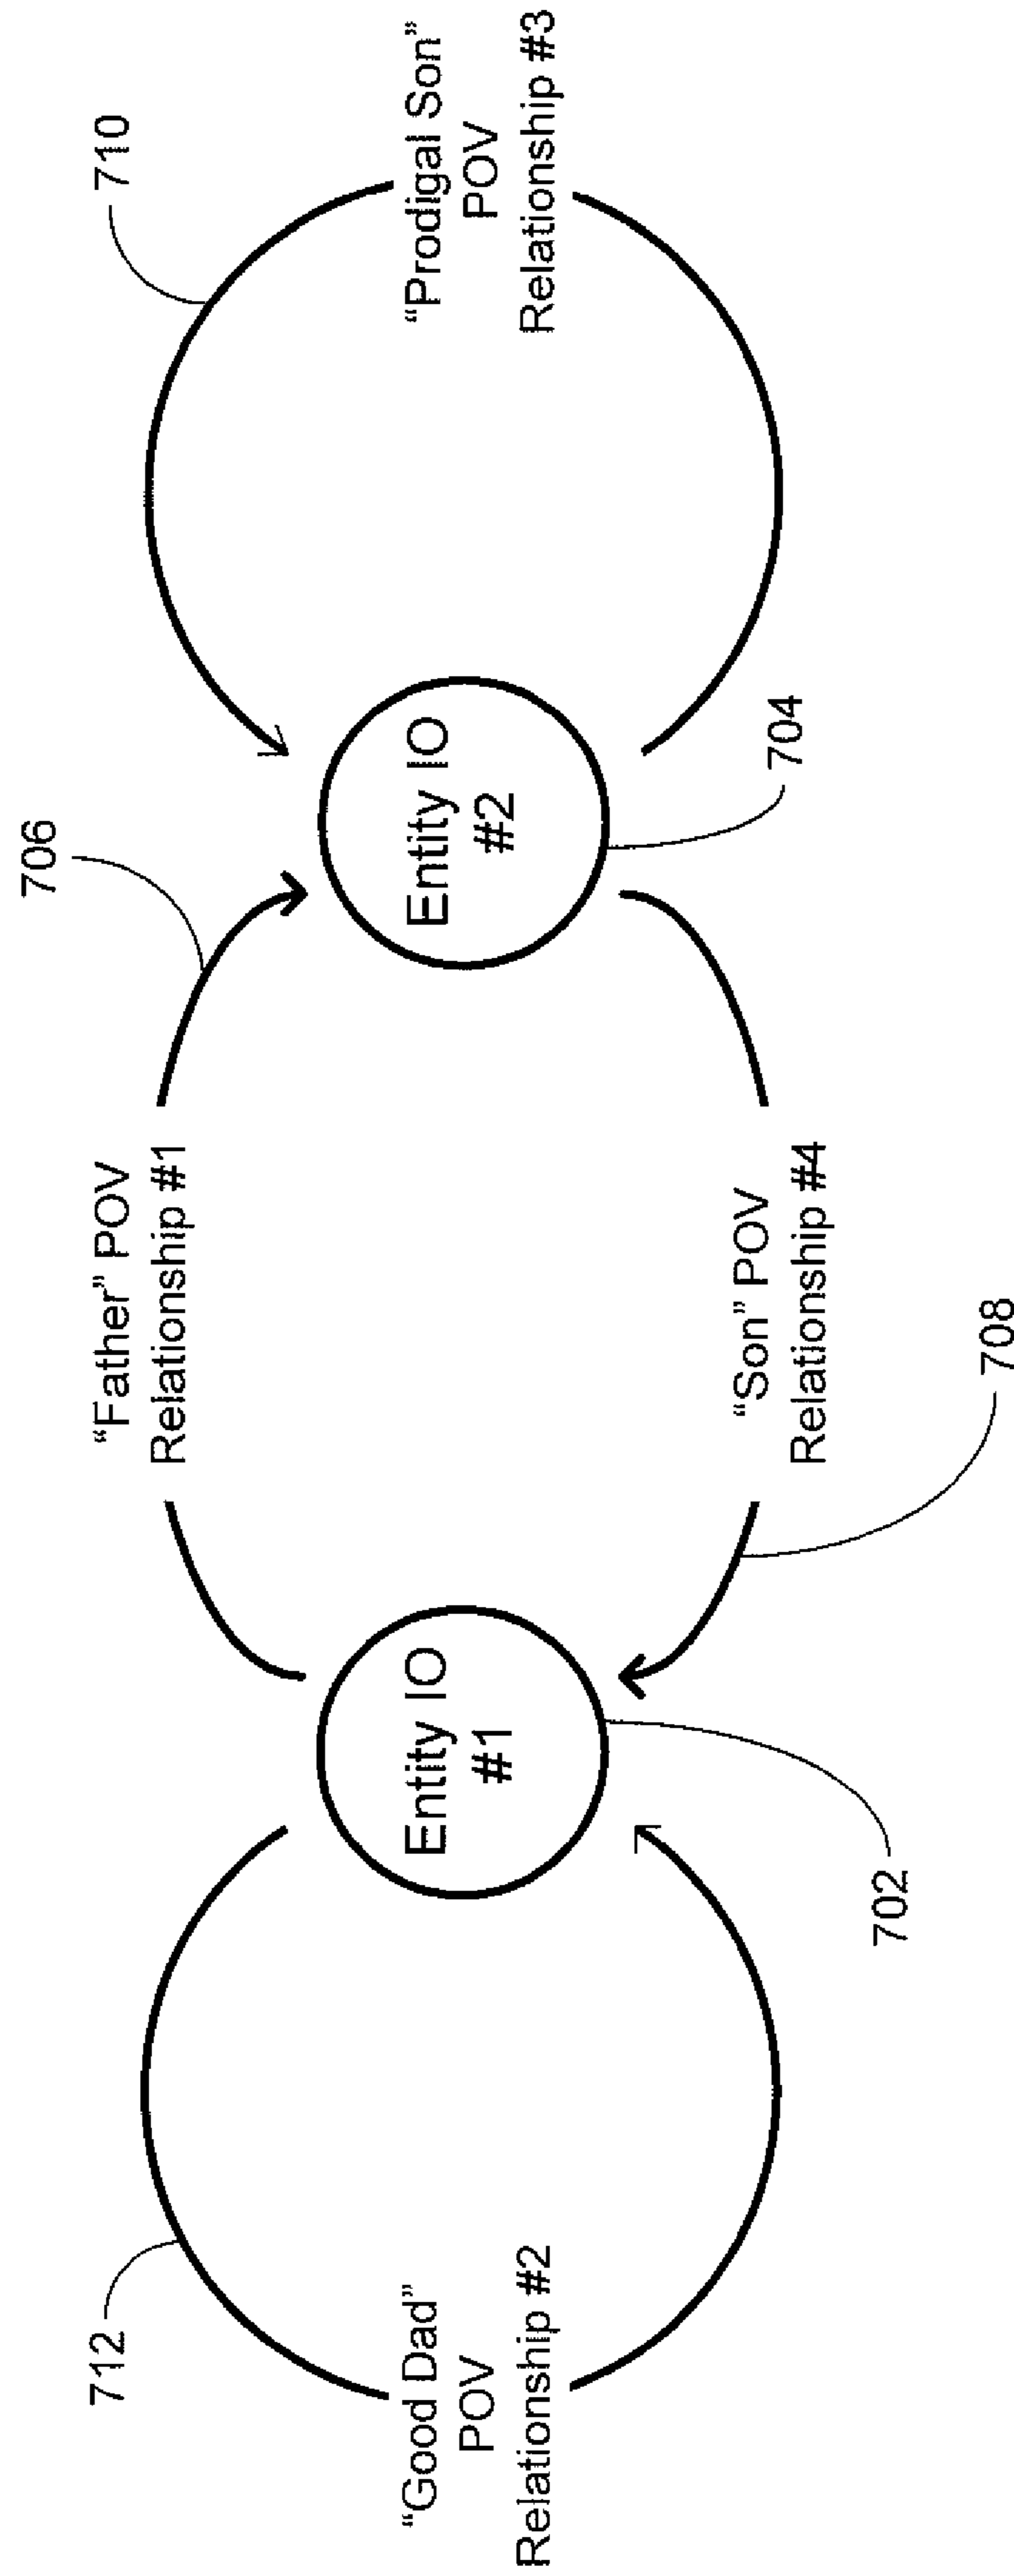 706
710
712
“Father” POV
Relationship #1
“Good Dad”
POV
Relationship #2
Entity IO
#1
Entity IO
#2
“Prodigal Son”
POV
Relationship #3
“Son” POV
Relationship #4
704
702
708